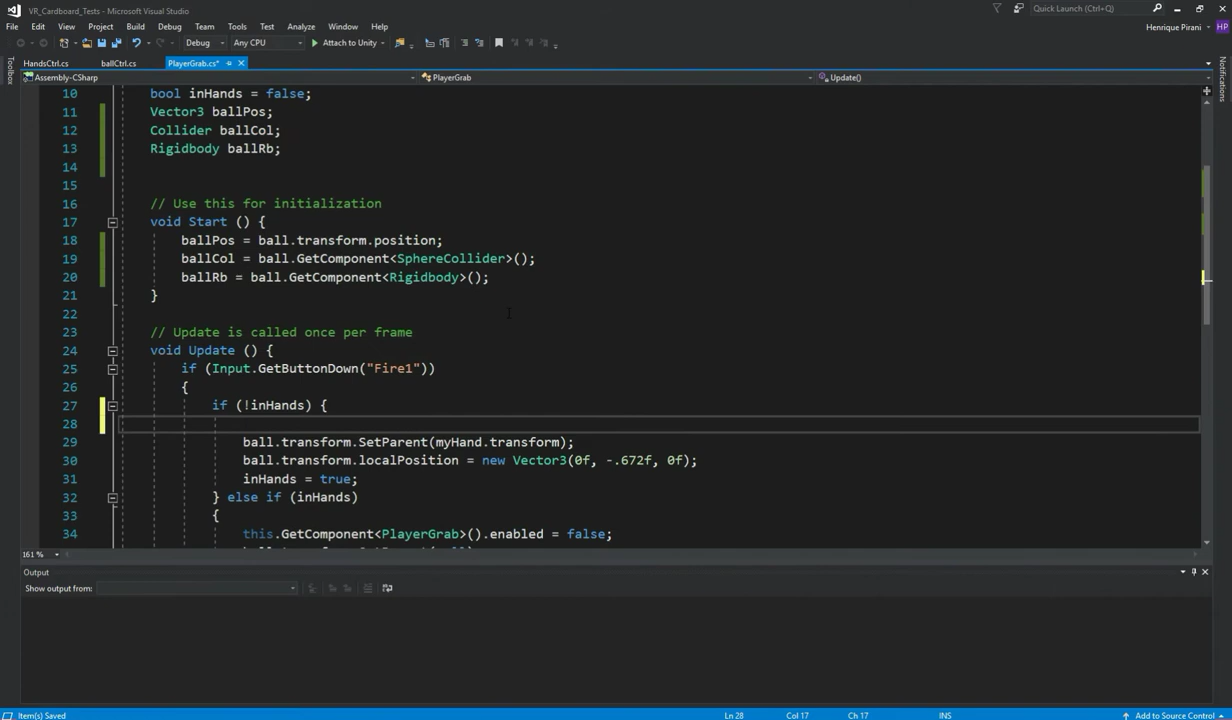 VR_Cardboard_Tests - Microsoft Visual Studio
Quick Launch (Ctrl+Q)
File Edit View Project Build Debug Team Tools Test Analyze Window Help
Henrique Pirani HP
Debug Any CPU Attach to Unity
HandsCtrl.cs ballCtrl.cs PlayerGrab.cs*
Assembly-CSharp PlayerGrab Update()
Toolbox
Notifications
10 bool inHands = false;
11 Vector3 ballPos;
12 Collider ballCol;
13 Rigidbody ballRb;
14
15
16 // Use this for initialization
17 void Start () {
18 ballPos = ball.transform.position;
19 ballCol = ball.GetComponent<SphereCollider>();
20 ballRb = ball.GetComponent<Rigidbody>();
21 }
22
23 // Update is called once per frame
24 void Update () {
25 if (Input.GetButtonDown("Fire1"))
26 {
27 if (!inHands) {
28
29 ball.transform.SetParent(myHand.transform);
30 ball.transform.localPosition = new Vector3(0f, -.672f, 0f);
31 inHands = true;
32 } else if (inHands)
33 {
34 this.GetComponent<PlayerGrab>().enabled = false;
161 %
Output
Show output from:
Item(s) Saved Ln 28 Col 17 Ch 17 INS Add to Source Control